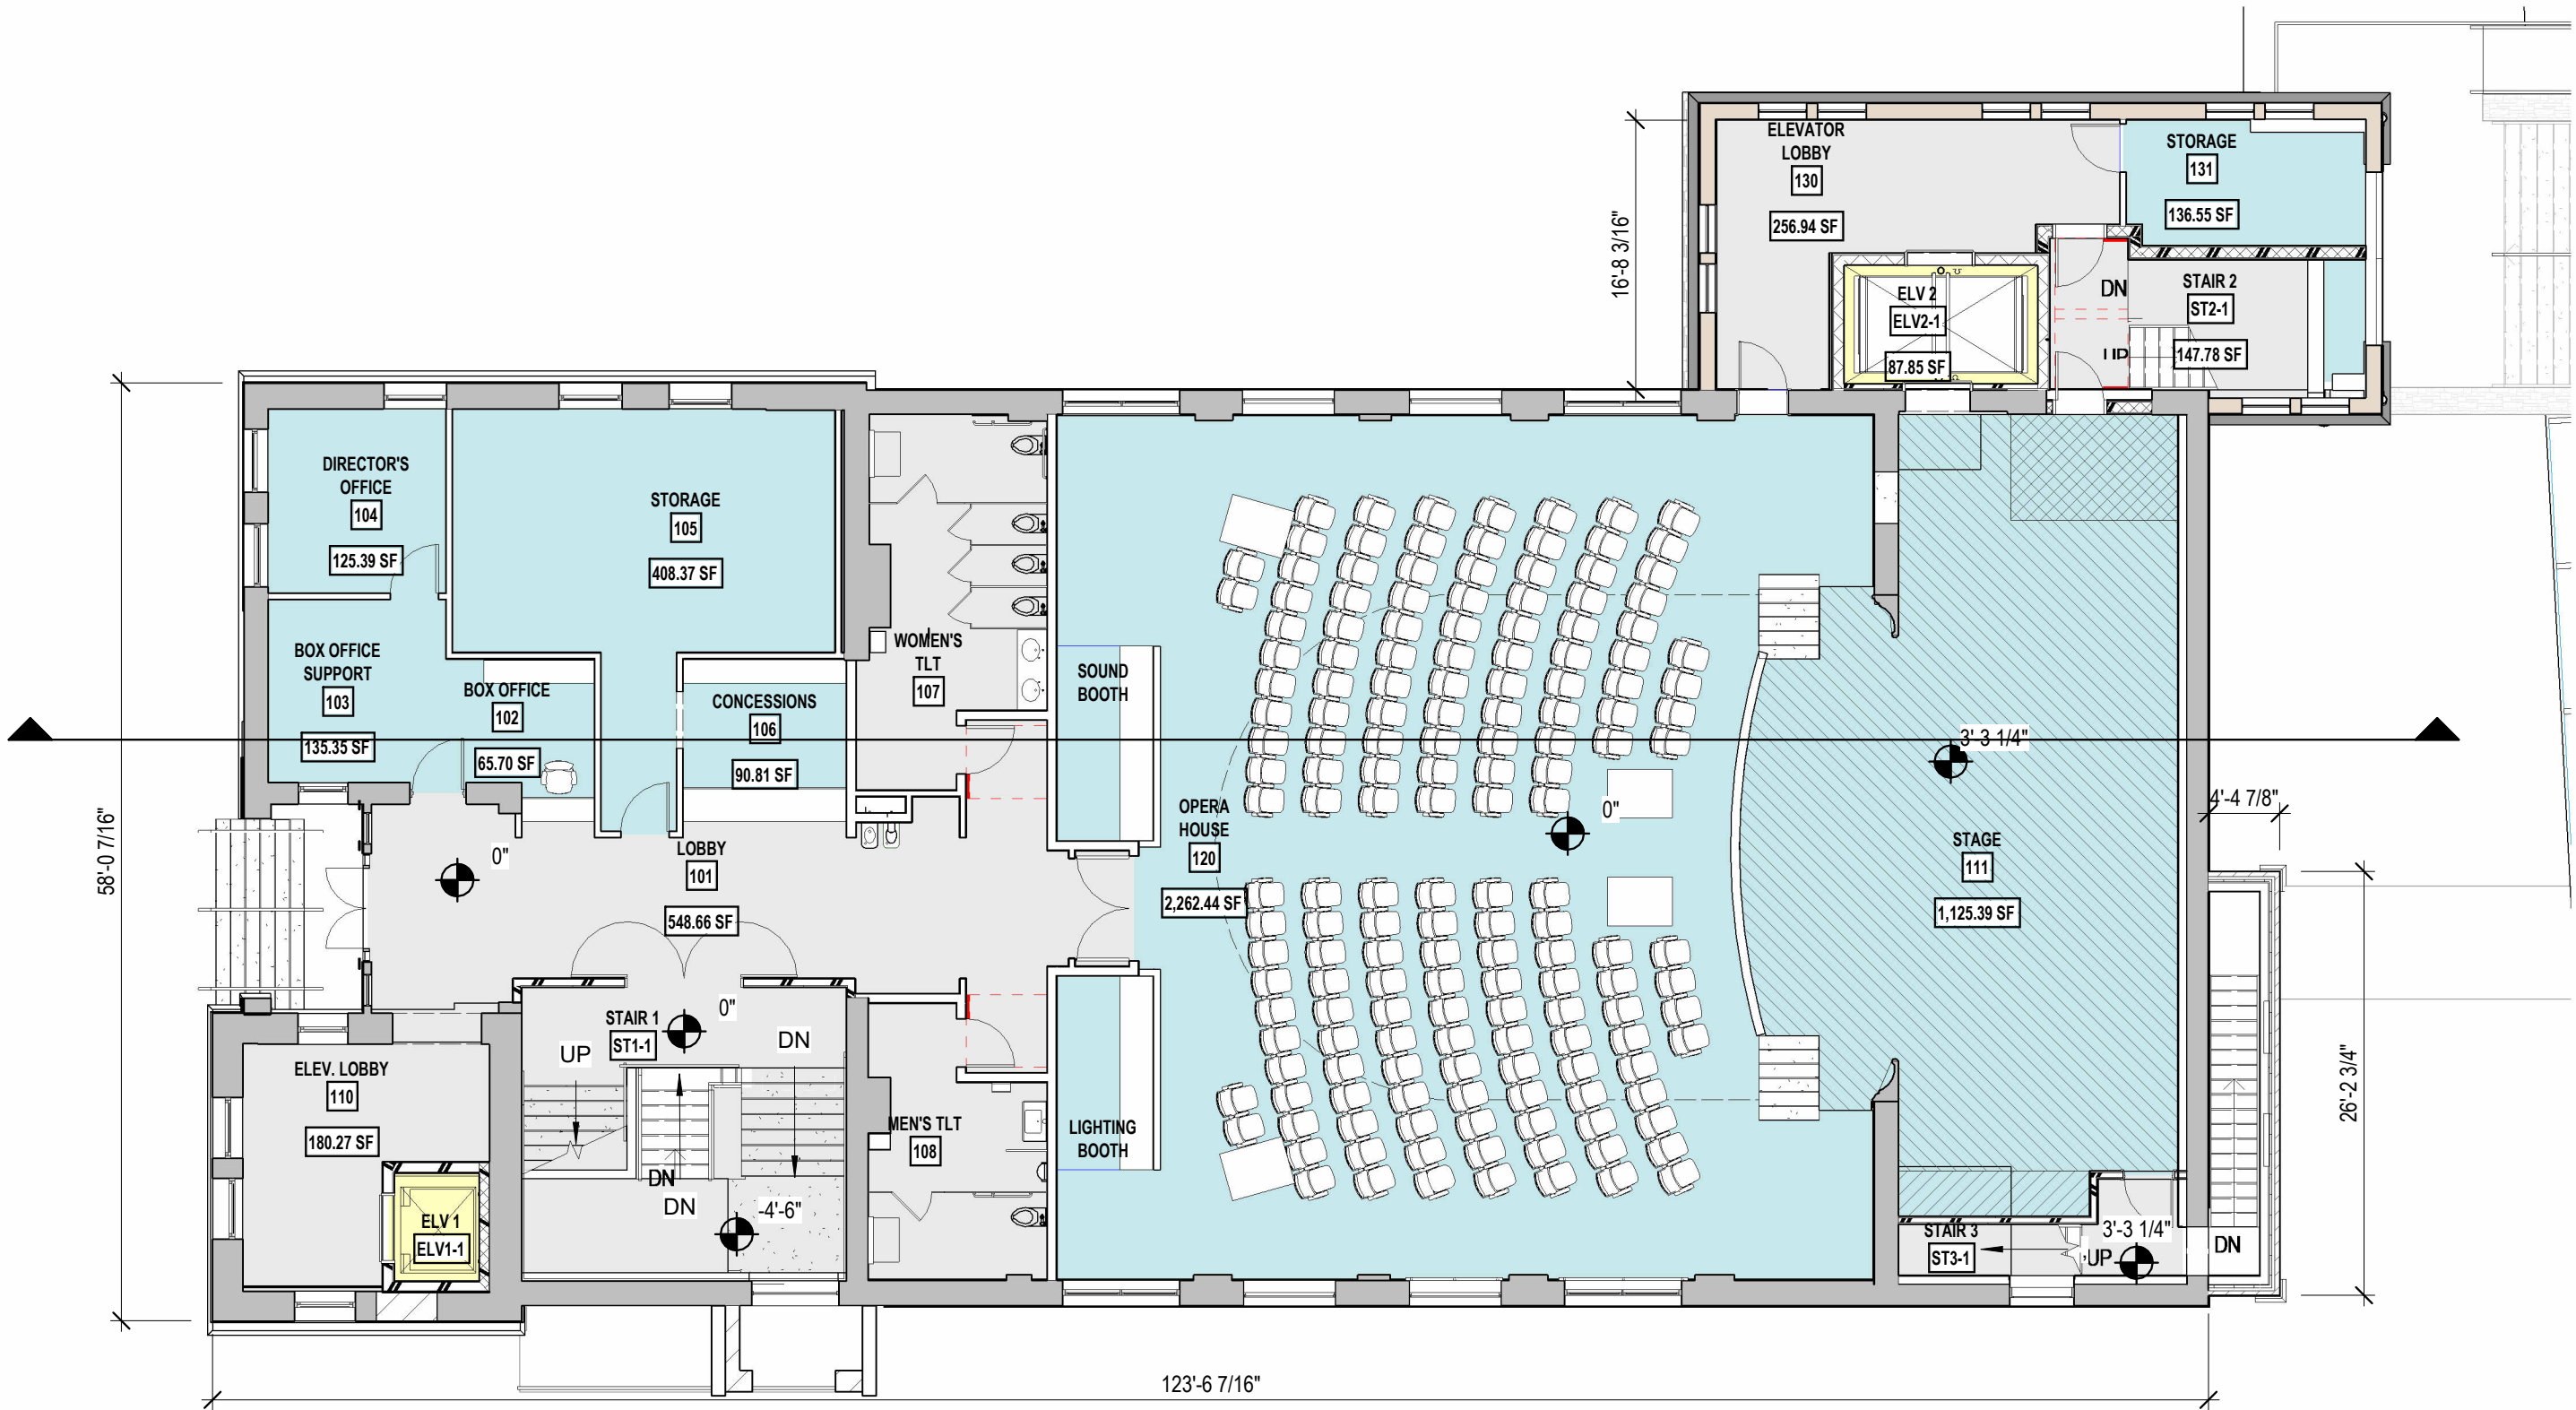 ELEVATOR
LOBBY
130
256.94 SF
STORAGE
131
136.55 SF
16'-8 3/16"
ELV 2
ELV2-1
87.85 SF
DN
UP
STAIR 2
ST2-1
147.78 SF
DIRECTOR'S
OFFICE
104
125.39 SF
STORAGE
105
408.37 SF
BOX OFFICE
SUPPORT
103
135.35 SF
BOX OFFICE
102
65.70 SF
CONCESSIONS
106
90.81 SF
WOMEN'S
TLT
107
SOUND
BOOTH
58'-0 7/16"
0"
LOBBY
101
548.66 SF
OPERA
HOUSE
120
2,262.44 SF
0"
3'-3 1/4"
STAGE
111
1,125.39 SF
4'-4 7/8"
26'-2 3/4"
STAIR 1
ST1-1
0"
UP
DN
DN
DN
-4'-6"
ELEV. LOBBY
110
180.27 SF
ELV 1
ELV1-1
MEN'S TLT
108
LIGHTING
BOOTH
STAIR 3
ST3-1
UP
3'-3 1/4"
DN
123'-6 7/16"